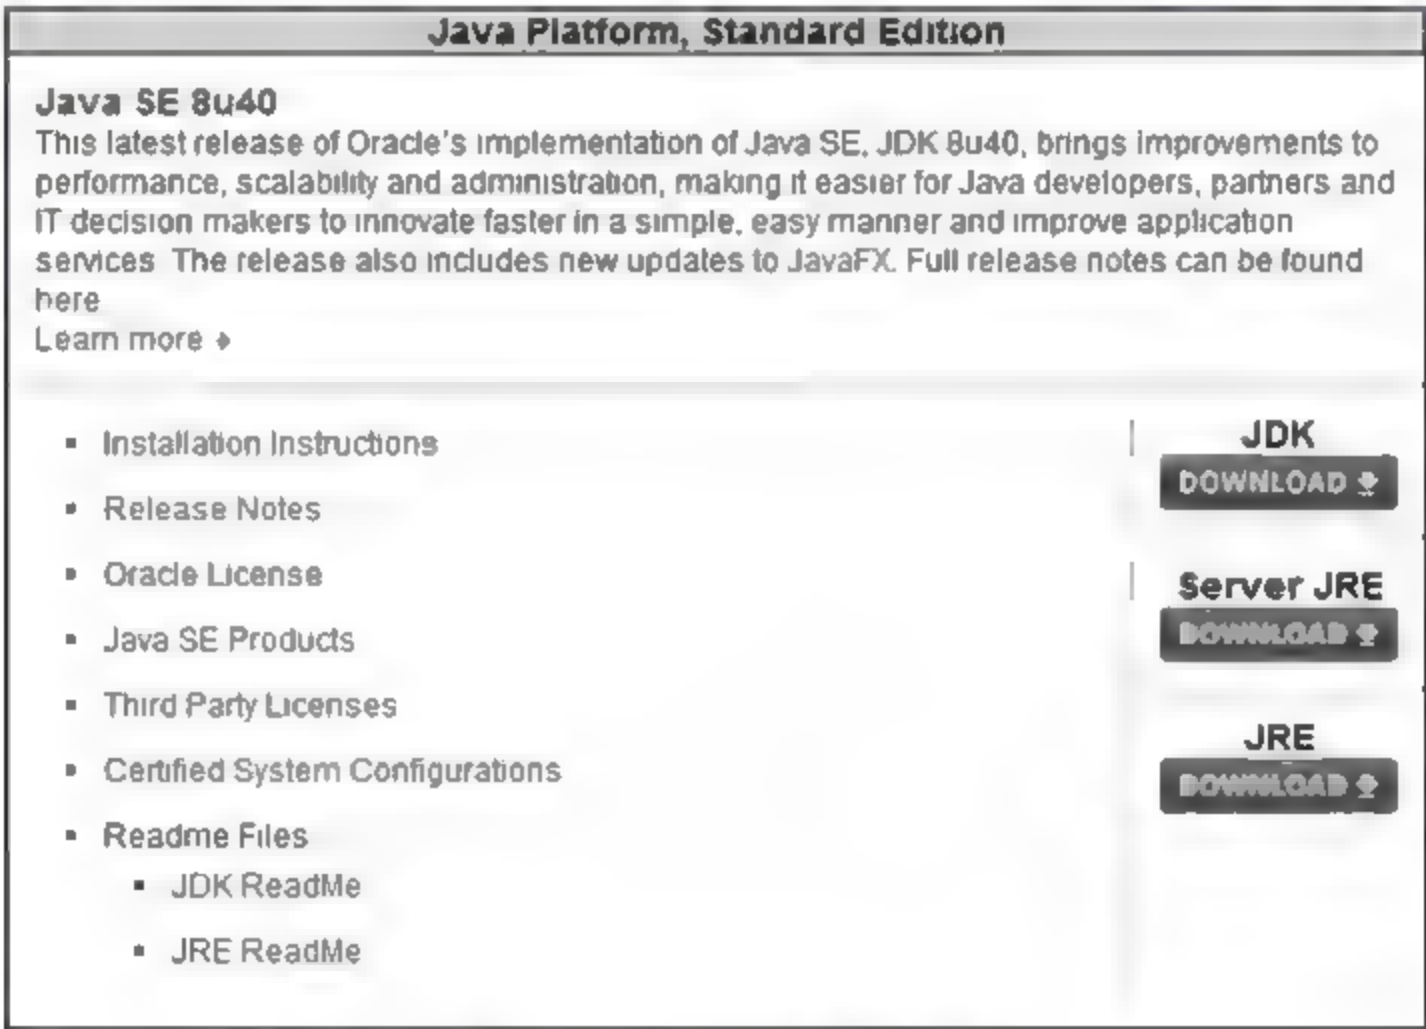 Java Platform, Standard Edition
Java SE 8u40
This latest release of Oracle's implementation of Java SE, JDK 8u40, brings improvements to
performance, scalability and administration, making it easier for Java developers, partners and
IT decision makers to innovate faster in a simple, easy manner and improve application
services. The release also includes new updates to JavaFX. Full release notes can be found
here
Learn more
Installation Instructions
Release Notes
Oracle License
Java SE Products
Third Party Licenses
Certified System Configurations
Readme Files
JDK ReadMe
JRE ReadMe
JDK
DOWNLOAD
Server JRE
DOWNLOAD
JRE
DOWNLOAD